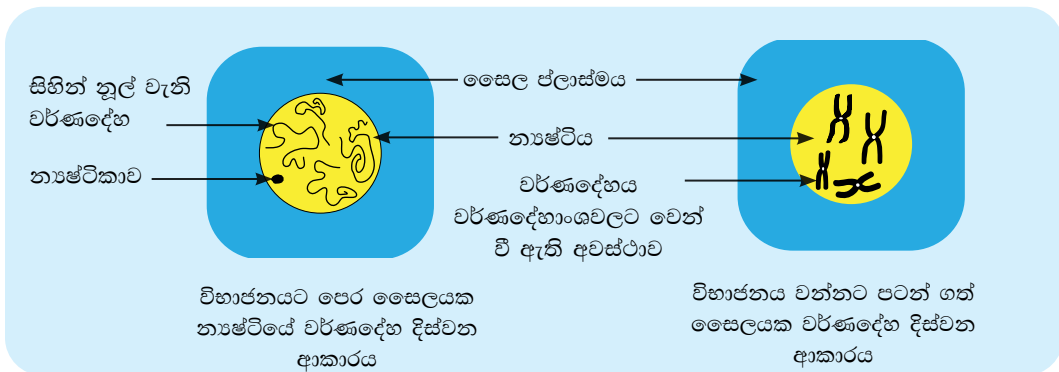 සිහින් නූල් වැනි
වර්ණදේහ
න්‍යෂ්ටිකාව
සෛල ප්ලාස්මය
න්‍යෂ්ටිය
වර්ණදේහය
වර්ණදේහාංශවලට වෙන්
වී ඇති අවස්ථාව
විභාජනයට පෙර සෛලයක
න්‍යෂ්ටියේ වර්ණදේහ දිස්වන
ආකාරය
විභාජනය වන්නට පටන් ගත්
සෛලයක වර්ණදේහ දිස්වන
ආකාරය